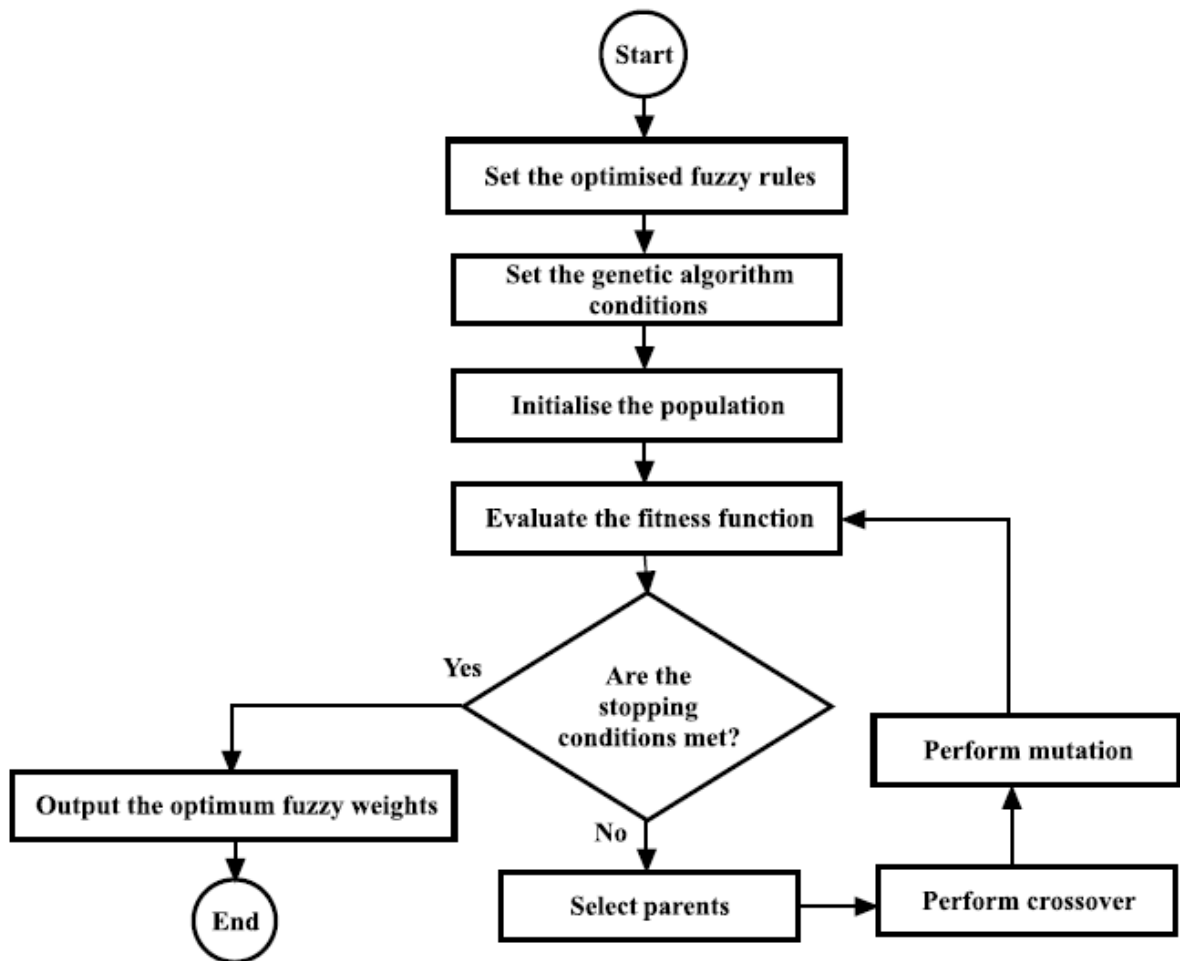 Start
Set the optimised fuzzy rules
Set the genetic algorithm
conditions
Initialise the population
Evaluate the fitness function
Yes
Are the
stopping
conditions met?
Perform mutation
Output the optimum fuzzy weights
No
Select parents
Perform crossover
End